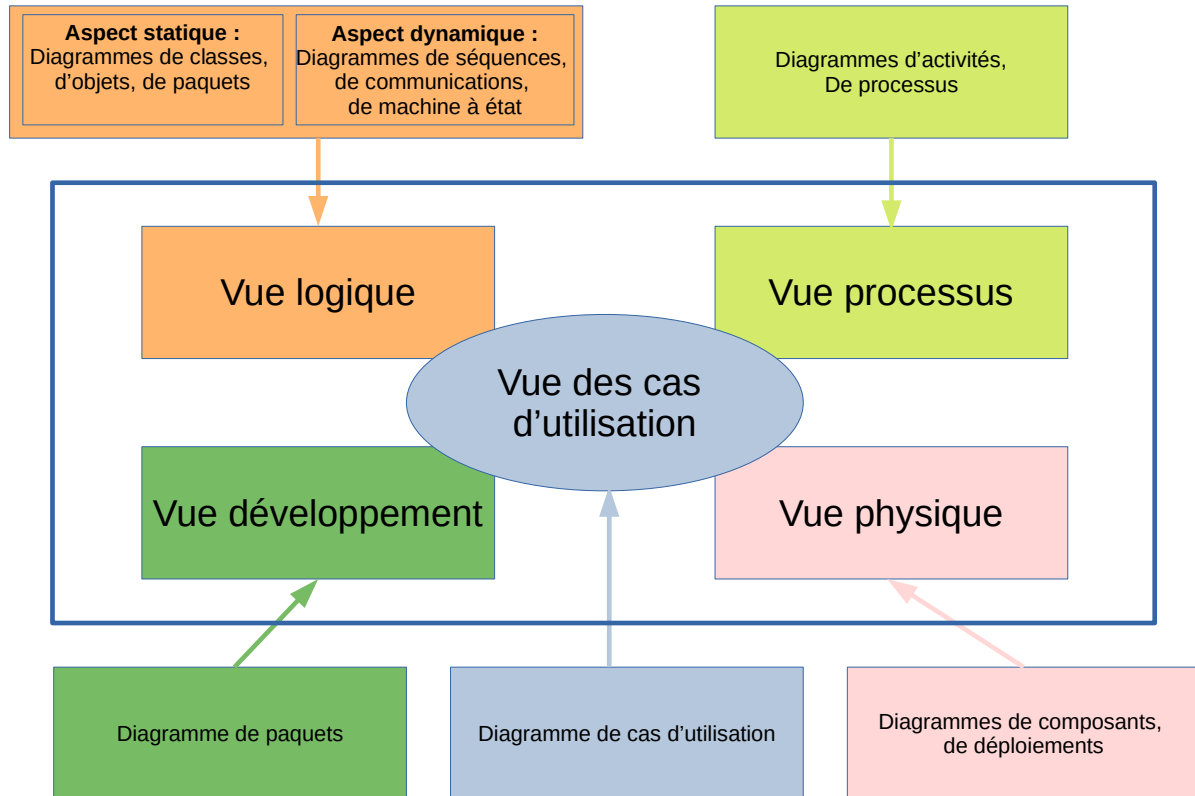 Aspect statique :
Diagrammes de classes,
d'objets, de paquets
Aspect dynamique :
Diagrammes de séquences,
de communications,
de machine à état
Diagrammes d'activités,
De processus
Vue logique
Vue processus
Vue des cas
d'utilisation
Vue développement
Vue physique
Diagramme de paquets
Diagramme de cas d'utilisation
Diagrammes de composants,
de déploiements